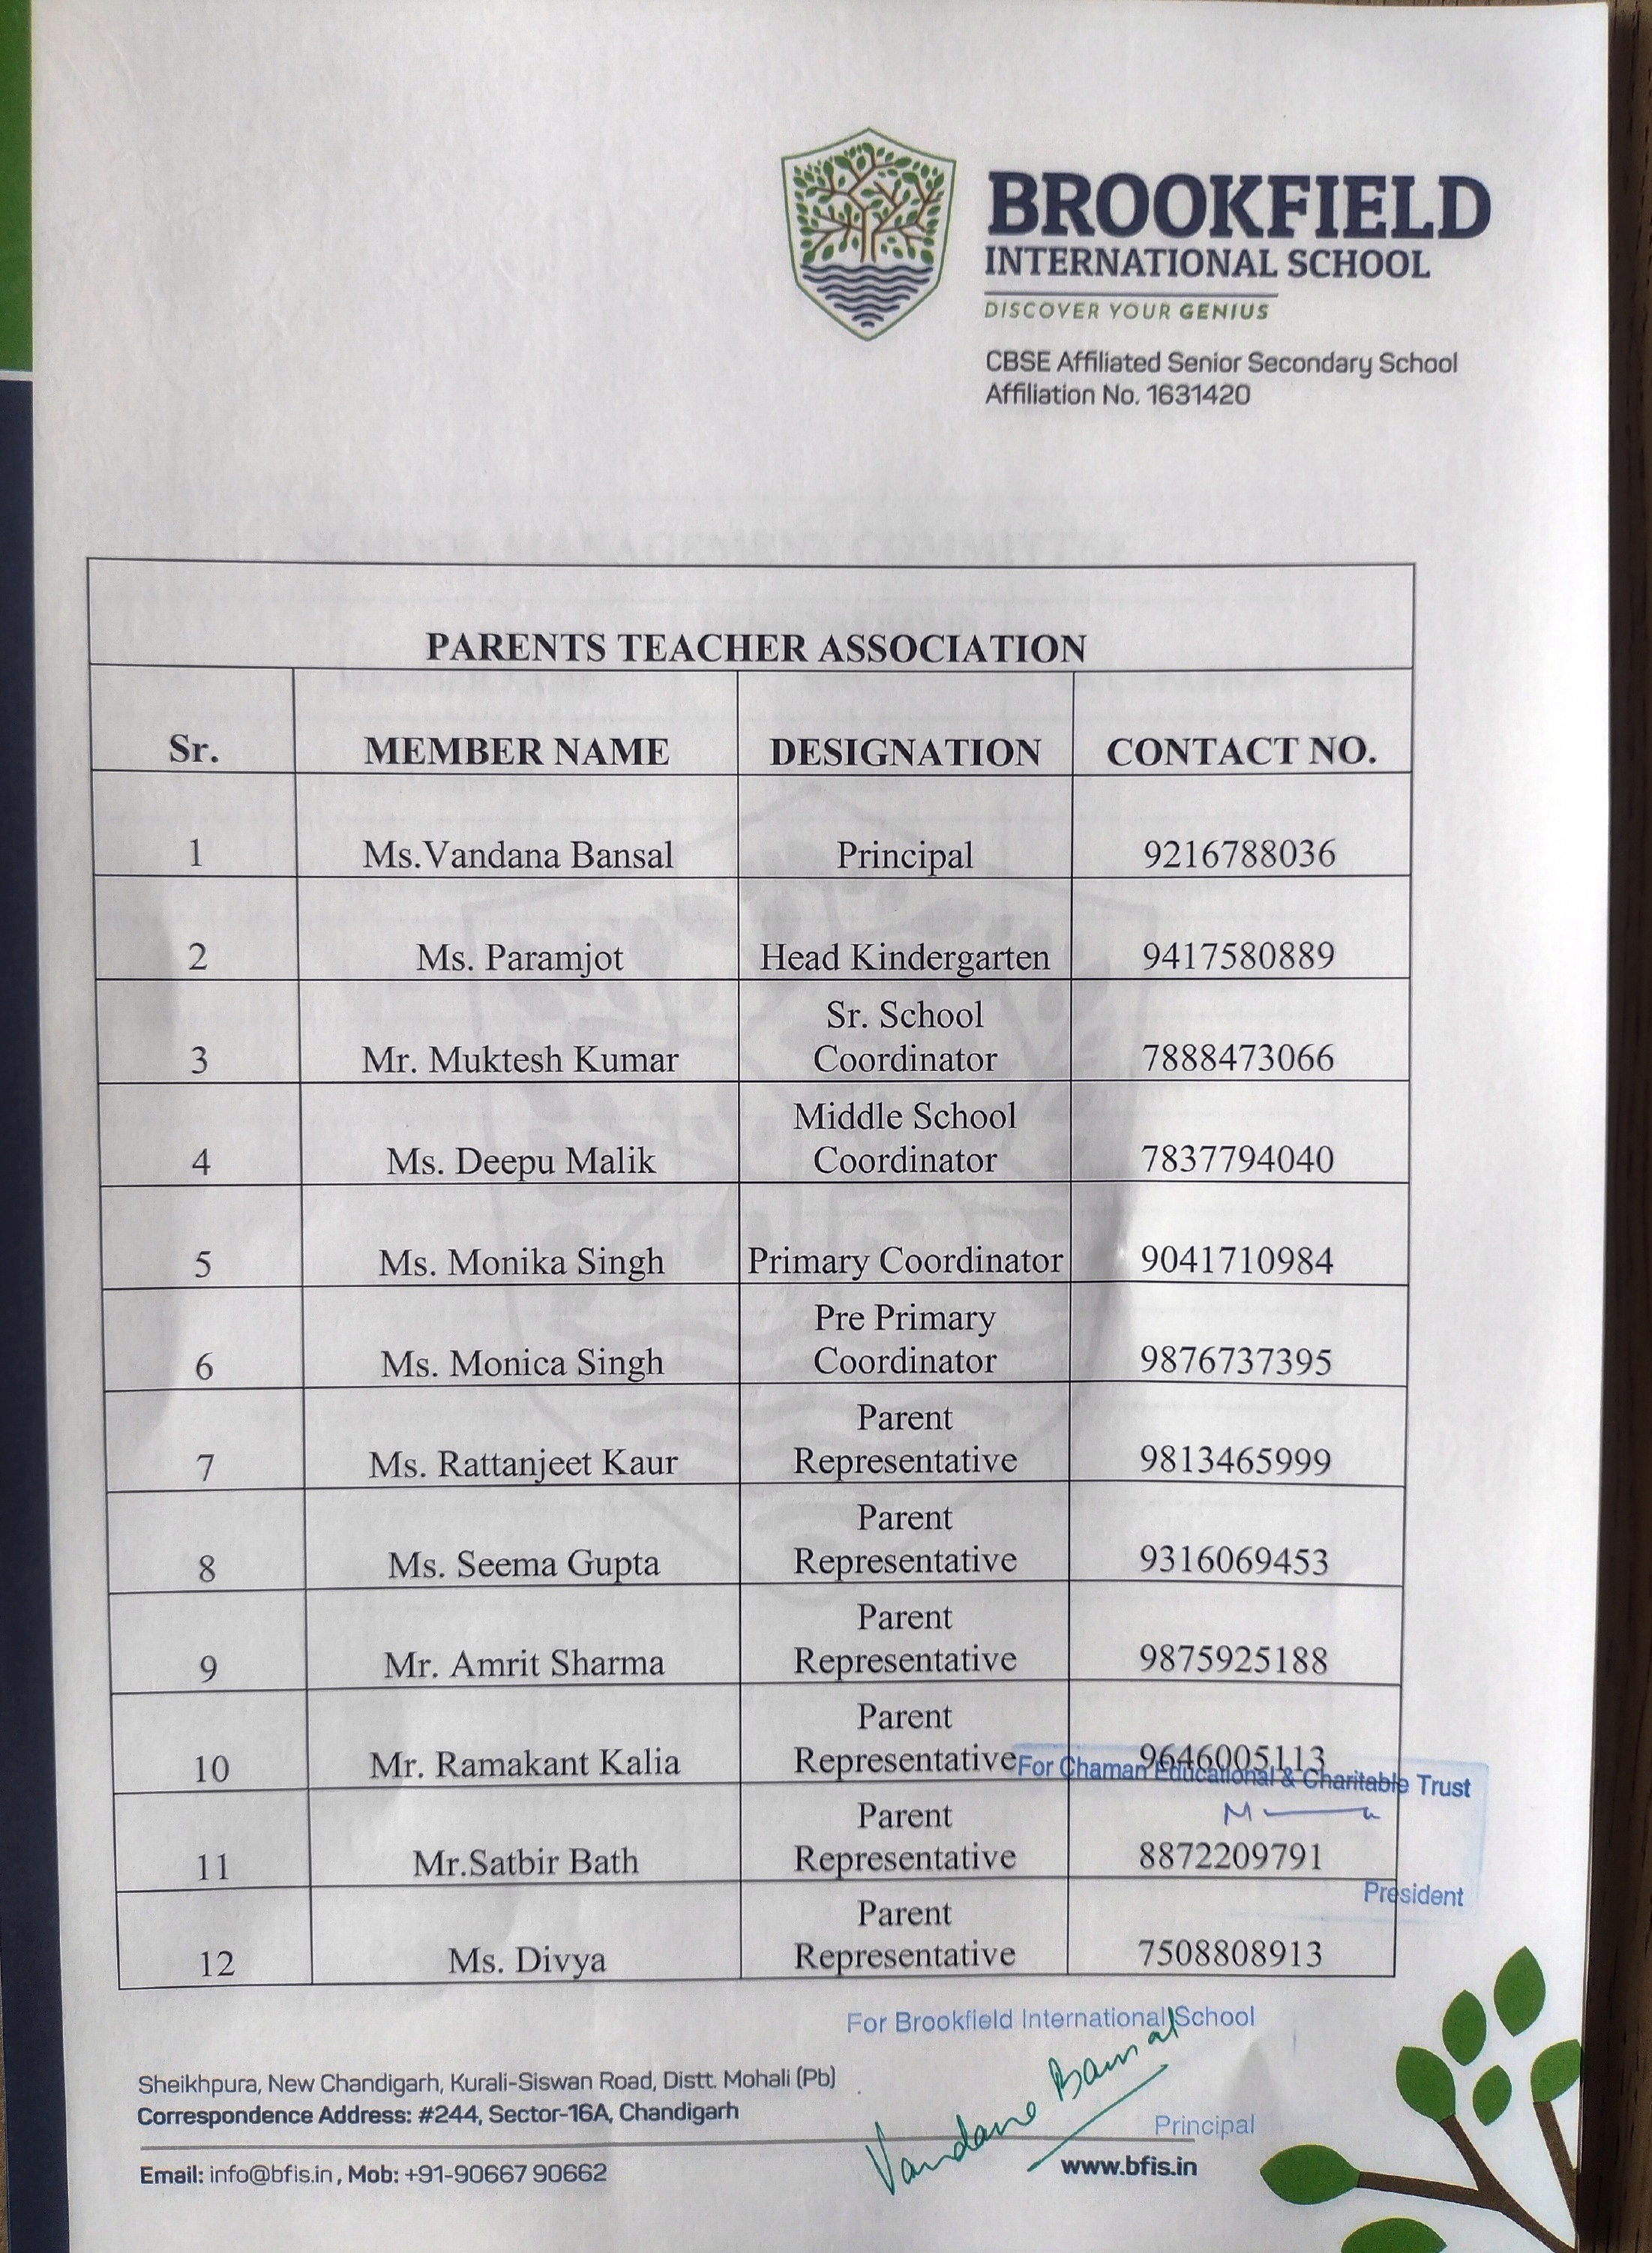 BROOKFIELD
INTERNATIONAL SCHOOL
DISCOVER YOUR GENIUS
CBSE Affiliated Senior Secondary School
Affiliation No. 1631420
PARENTS TEACHER ASSOCIATION
Sr. MEMBER NAME DESIGNATION CONTACT NO.
1 Ms.Vandana Bansal Principal 9216788036
2 Ms. Paramjot Head Kindergarten 9417580889
Sr. School
3 Mr. Muktesh Kumar Coordinator 7888473066
Middle School
4 Ms. Deepu Malik Coordinator 7837794040
5 Ms. Monika Singh Primary Coordinator 9041710984
Pre Primary
6 Ms. Monica Singh Coordinator 9876737395
Parent
7 Ms. Rattanjeet Kaur Representative 9813465999
Parent
8 Ms. Seema Gupta Representative 9316069453
Parent
9 Mr. Amrit Sharma Representative 9875925188
Parent
10 Mr. Ramakant Kalia Representative 9646005113
For Chaman Educational & Charitable Trust
Parent
11 Mr.Satbir Bath Representative 8872209791
President
Parent
12 Ms. Divya Representative 7508808913
For Brookfield International School
Vandana Bansal
Principal
Sheikhpura, New Chandigarh, Kurali-Siswan Road, Distt. Mohali (Pb)
Correspondence Address: #244, Sector-16A, Chandigarh
Email: info@bfis.in, Mob: +91-90667 90662
www.bfis.in